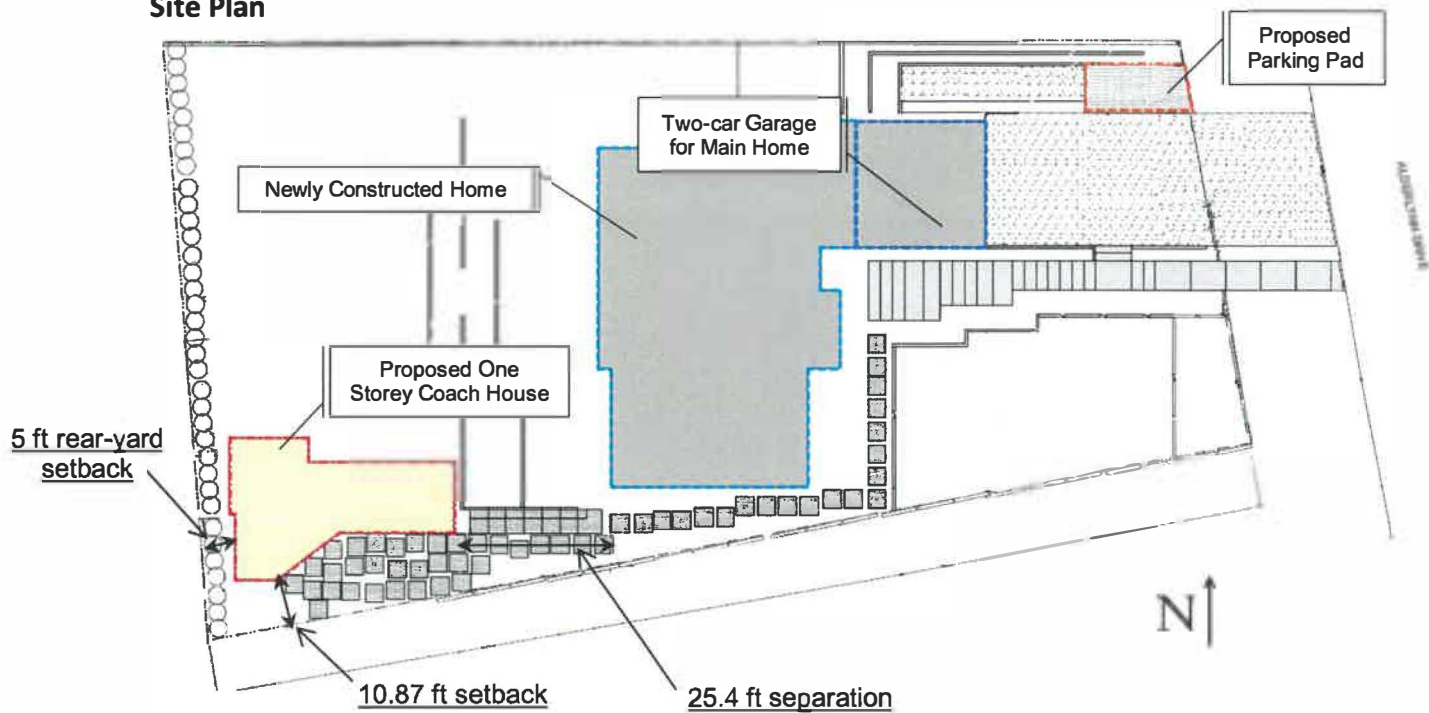 Site Plan
Proposed
Parking Pad
Two-car Garage
for Main Home
Newly Constructed Home
Proposed One
Storey Coach House
5 ft rear-yard
setback
N
10.87 ft setback
25.4 ft separation